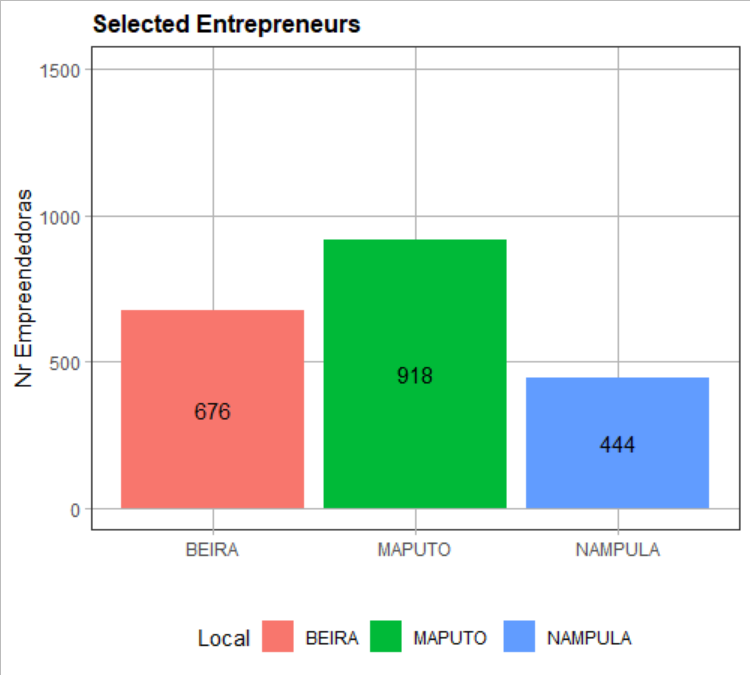 Selected Entrepreneurs
Nr Empreendedoras
1500
1000
500
0
676
918
444
BEIRA MAPUTO NAMPULA
Local BEIRA MAPUTO NAMPULA